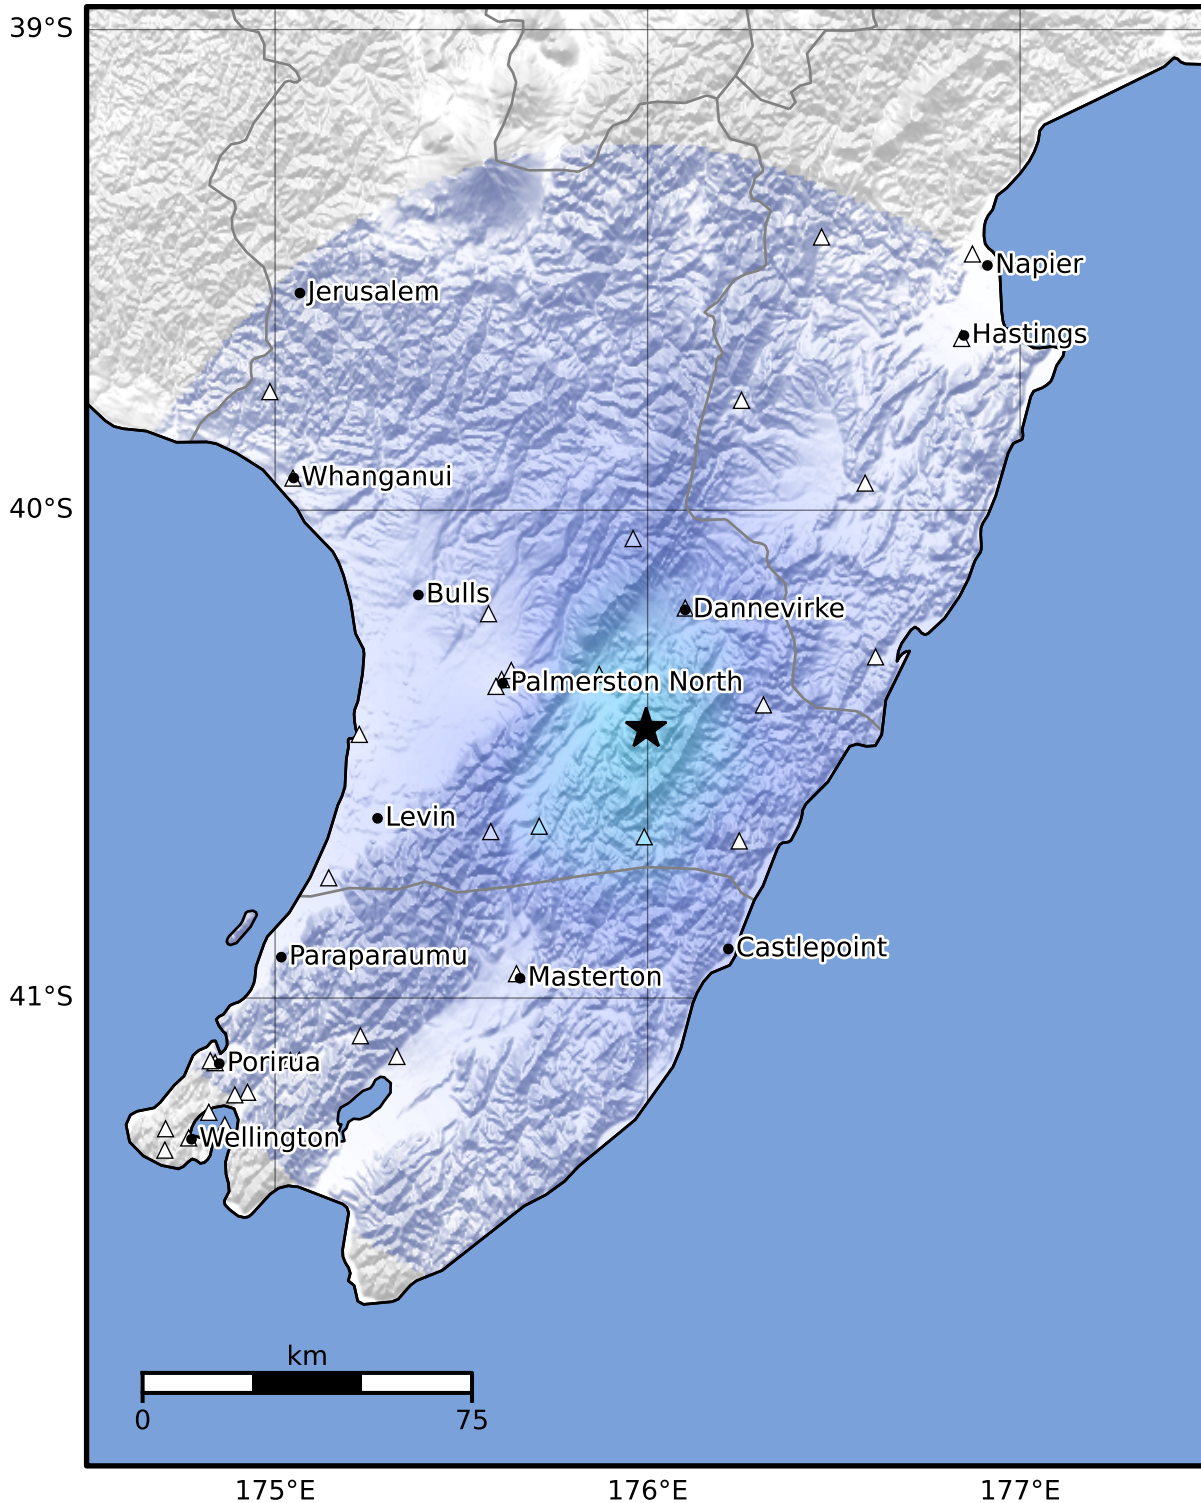 39°S
Napier
Jerusalem
Hastings
Whanganui
40°S
Bulls
Dannevirke
Palmerston North
Levin
Castlepoint
Paraparaumu
Masterton
41°S
Porirua
Wellington
km
0 75
175°E 176°E 177°E